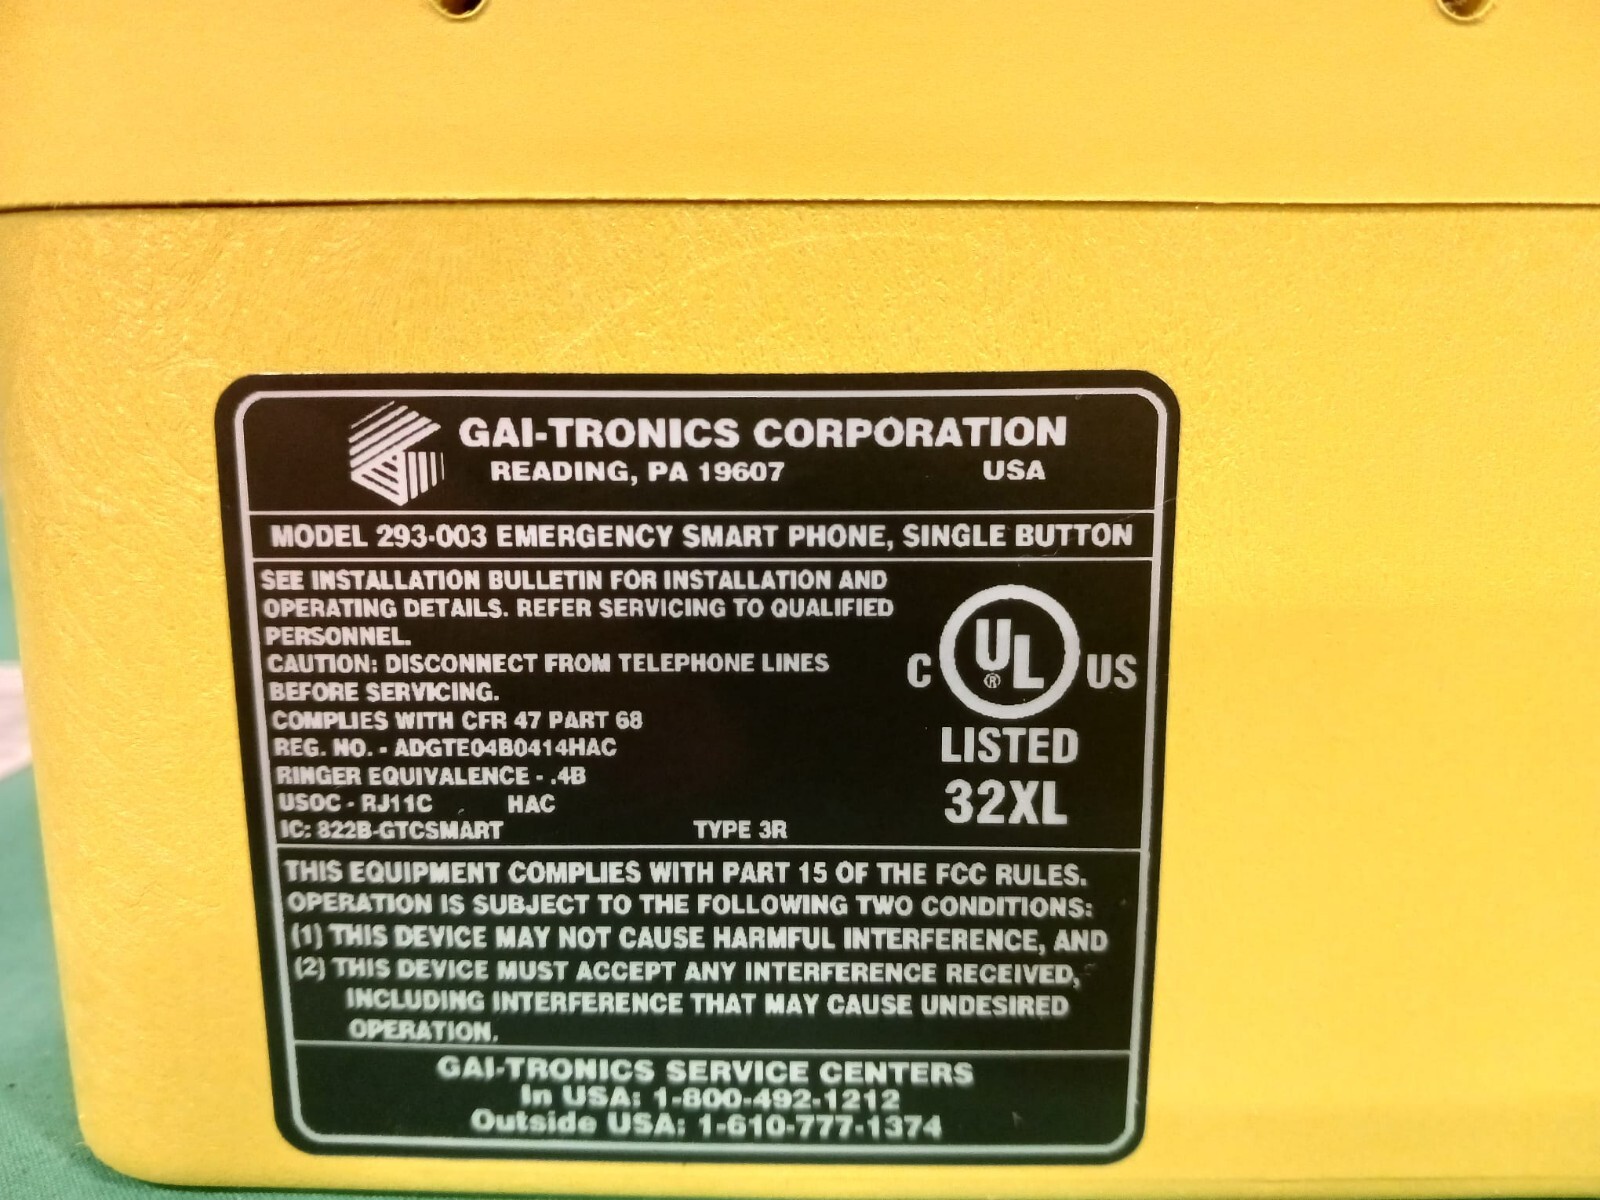 GAI-TRONICS CORPORATION
READING, PA 19607 USA
MODEL 293-003 EMERGENCY SMART PHONE, SINGLE BUTTON
SEE INSTALLATION BULLETIN FOR INSTALLATION AND
OPERATING DETAILS. REFER SERVICING TO QUALIFIED
PERSONNEL.
CAUTION: DISCONNECT FROM TELEPHONE LINES
BEFORE SERVICING.
COMPLIES WITH CFR 47 PART 68
REG. NO. - ADGTE04B0414HAC
RINGER EQUIVALENCE - .4B
USOC - RJ11C HAC
IC: 822B-GTCSMART TYPE 3R
C UL ® US
LISTED
32XL
THIS EQUIPMENT COMPLIES WITH PART 15 OF THE FCC RULES.
OPERATION IS SUBJECT TO THE FOLLOWING TWO CONDITIONS:
(1) THIS DEVICE MAY NOT CAUSE HARMFUL INTERFERENCE, AND
(2) THIS DEVICE MUST ACCEPT ANY INTERFERENCE RECEIVED,
INCLUDING INTERFERENCE THAT MAY CAUSE UNDESIRED
OPERATION.
GAI-TRONICS SERVICE CENTERS
In USA: 1-800-492-1212
Outside USA: 1-610-777-1374